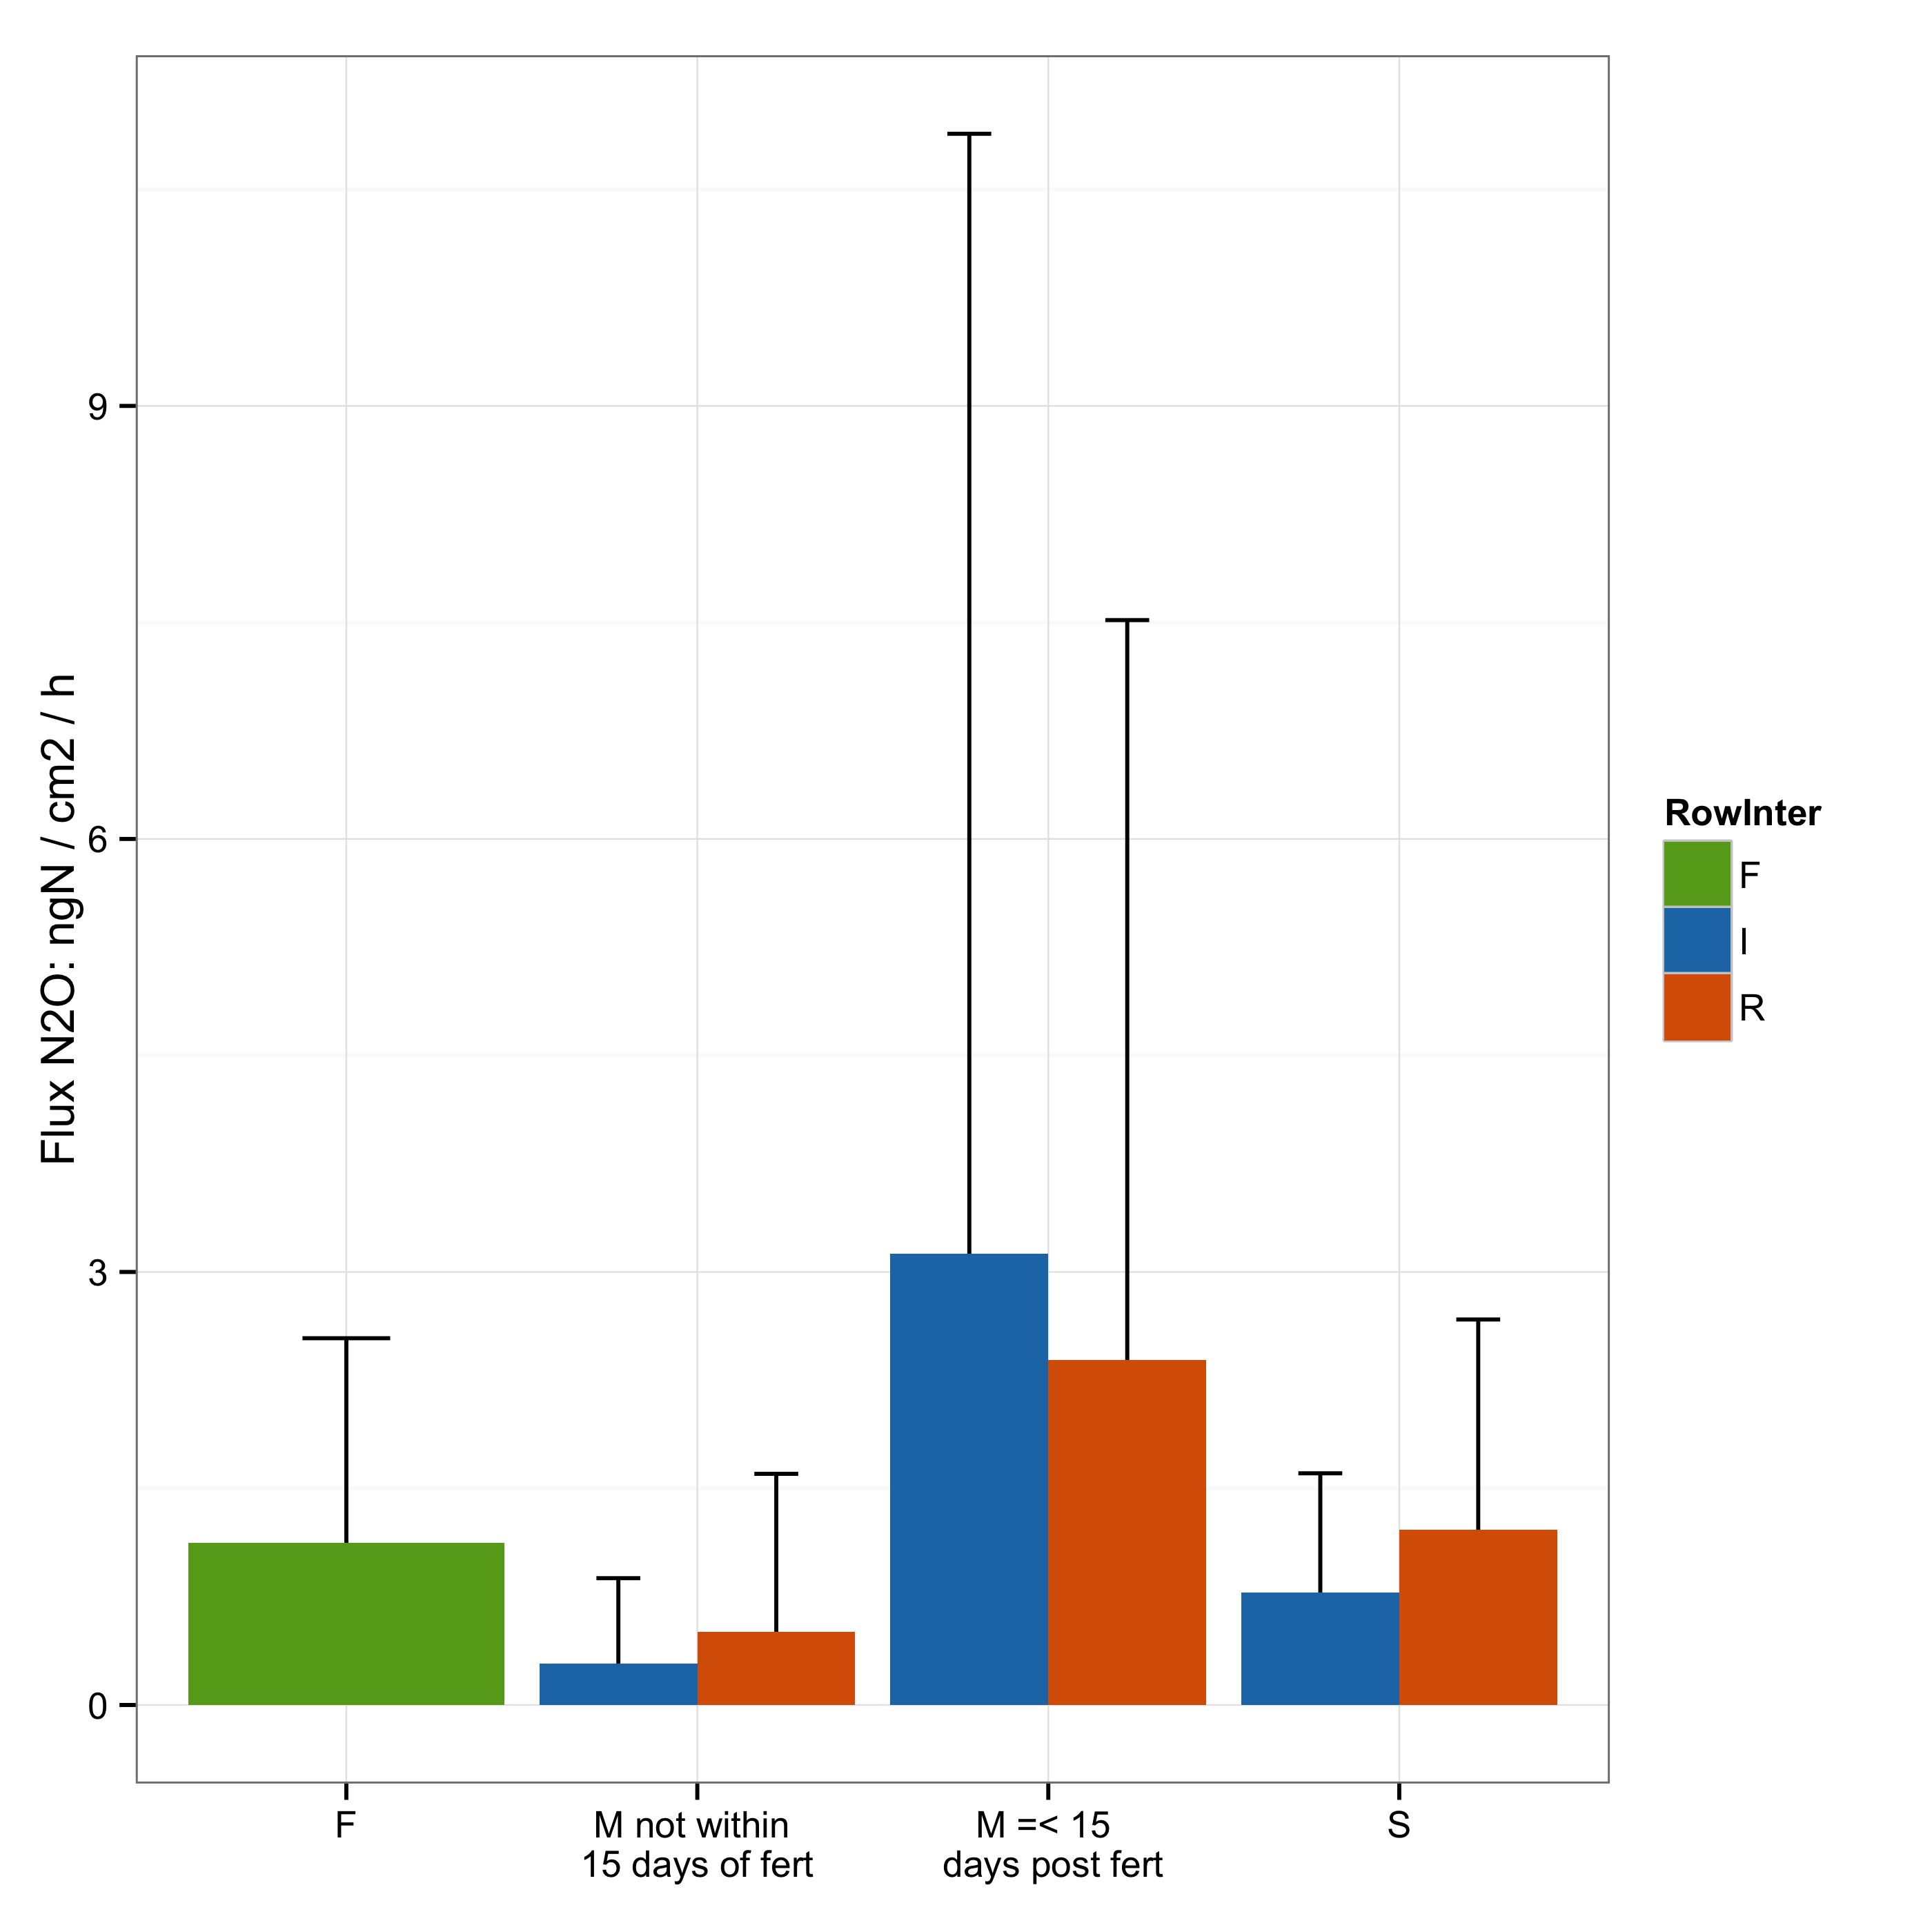 Flux N2O: ngN / cm2 / h
9
6
3
0
F
M not within
15 days of fert
M =< 15
days post fert
S
RowInter
F
I
R